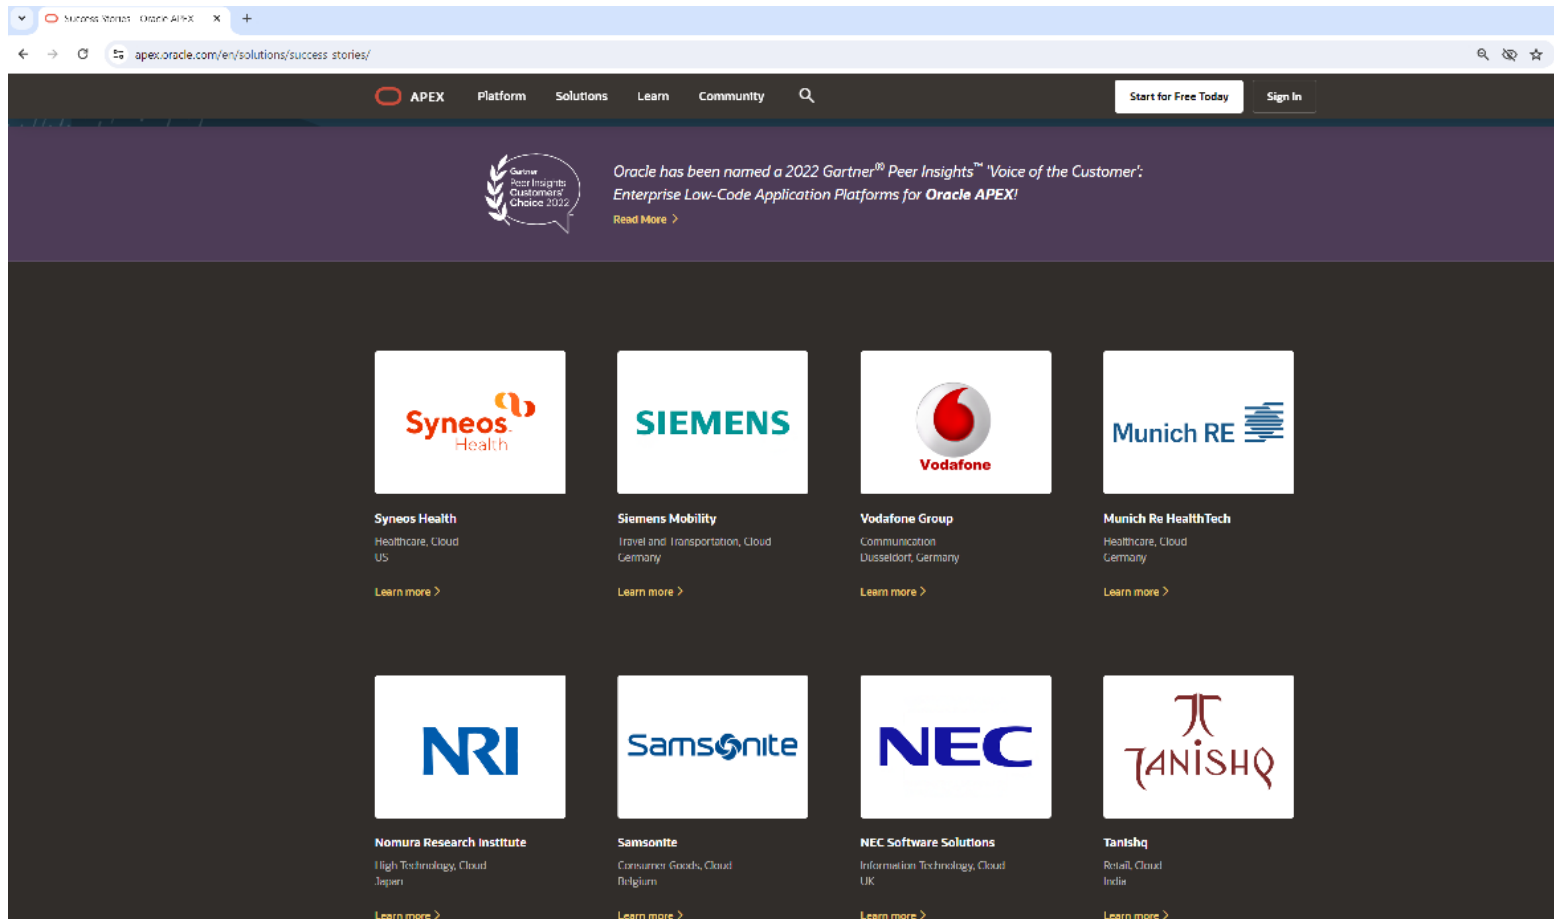 Success Stories - Oracle APEX
apex.oracle.com/en/solutions/success-stories/
APEX Platform Solutions Learn Community Start for Free Today Sign In
Gartner
Peer Insights
Customers'
Choice 2022
Oracle has been named a 2022 Gartner® Peer Insights™ 'Voice of the Customer':
Enterprise Low-Code Application Platforms for Oracle APEX!
Read More
Syneos Health
SIEMENS
Vodafone
Munich RE
Syneos Health Siemens Mobility Vodafone Group Munich Re HealthTech
Healthcare, Cloud Travel and Transportation, Cloud Communication Healthcare, Cloud
US Germany Dusseldorf, Germany Germany
Learn more Learn more Learn more Learn more
NRI Samsonite NEC TANISHQ
Nomura Research Institute Samsonite NEC Software Solutions Tanishq
High Technology, Cloud Consumer Goods, Cloud Information Technology, Cloud Retail, Cloud
Japan Belgium UK India
Learn more Learn more Learn more Learn more